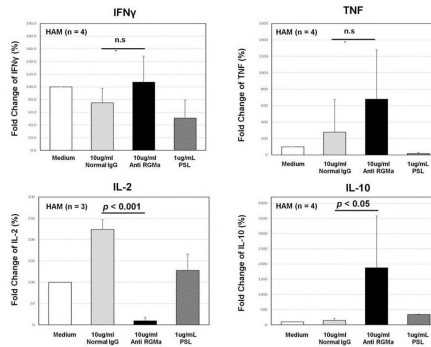 IFNγ
HAM (n = 4)
n.s
Fold Change of IFNγ (%)
Medium
10ug/ml
Normal IgG
10ug/ml
Anti RGMa
1ug/mL
PSL
TNF
HAM (n = 4)
n.s
Fold Change of TNF (%)
Medium
10ug/ml
Normal IgG
10ug/ml
Anti RGMa
1ug/mL
PSL
IL-2
HAM (n = 3)
p < 0.001
Fold Change of IL-2 (%)
Medium
10ug/ml
Normal IgG
10ug/ml
Anti RGMa
1ug/mL
PSL
IL-10
HAM (n = 4)
p < 0.05
Fold Change of IL-10 (%)
Medium
10ug/ml
Normal IgG
10ug/ml
Anti RGMa
1ug/mL
PSL